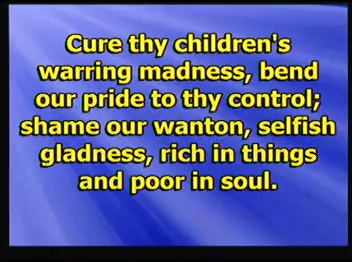 Cure thy children's
warring madness, bend
our pride to thy control;
shame our wanton, selfish
gladness, rich in things
and poor in soul.